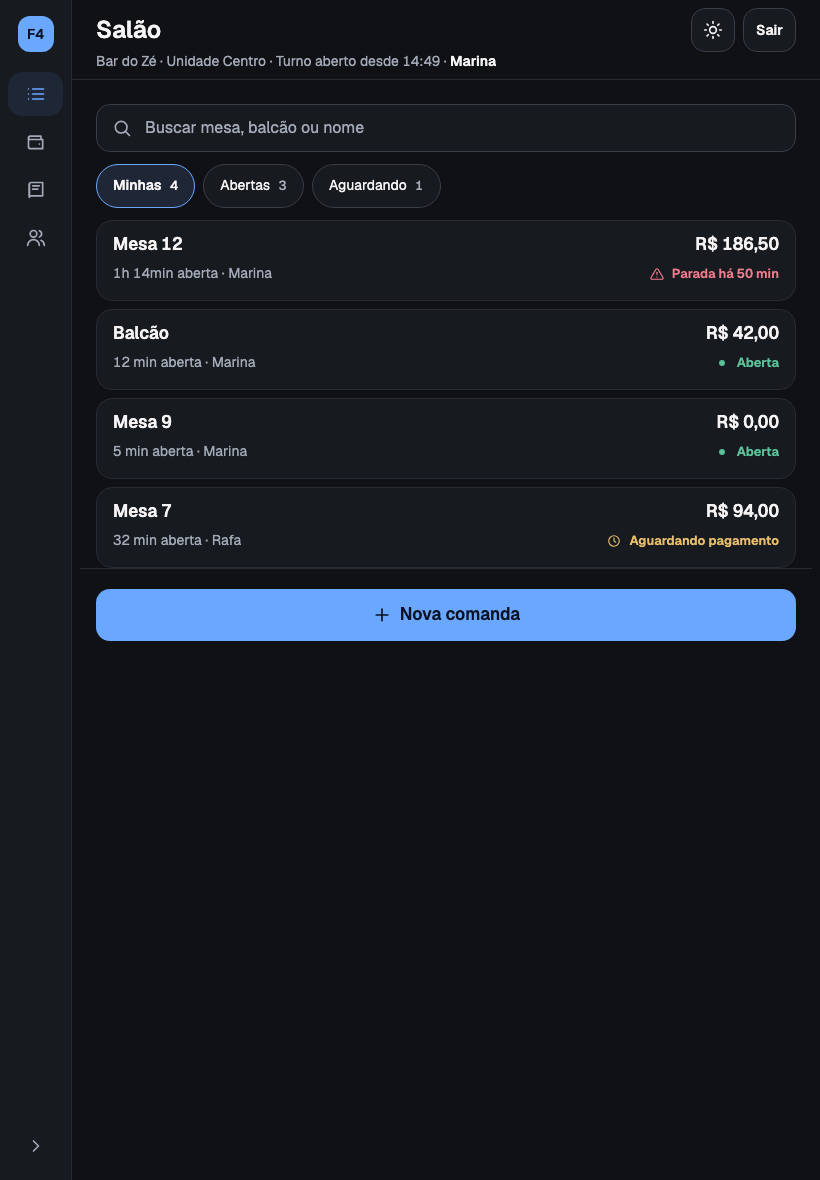 F4
Salão
Sair
Bar do Zé · Unidade Centro · Turno aberto desde 14:49 · Marina
Buscar mesa, balcão ou nome
Minhas 4
Abertas 3
Aguardando 1
Mesa 12
R$ 186,50
1h 14min aberta · Marina
Parada há 50 min
Balcão
R$ 42,00
12 min aberta · Marina
Aberta
Mesa 9
R$ 0,00
5 min aberta · Marina
Aberta
Mesa 7
R$ 94,00
32 min aberta · Rafa
Aguardando pagamento
Nova comanda